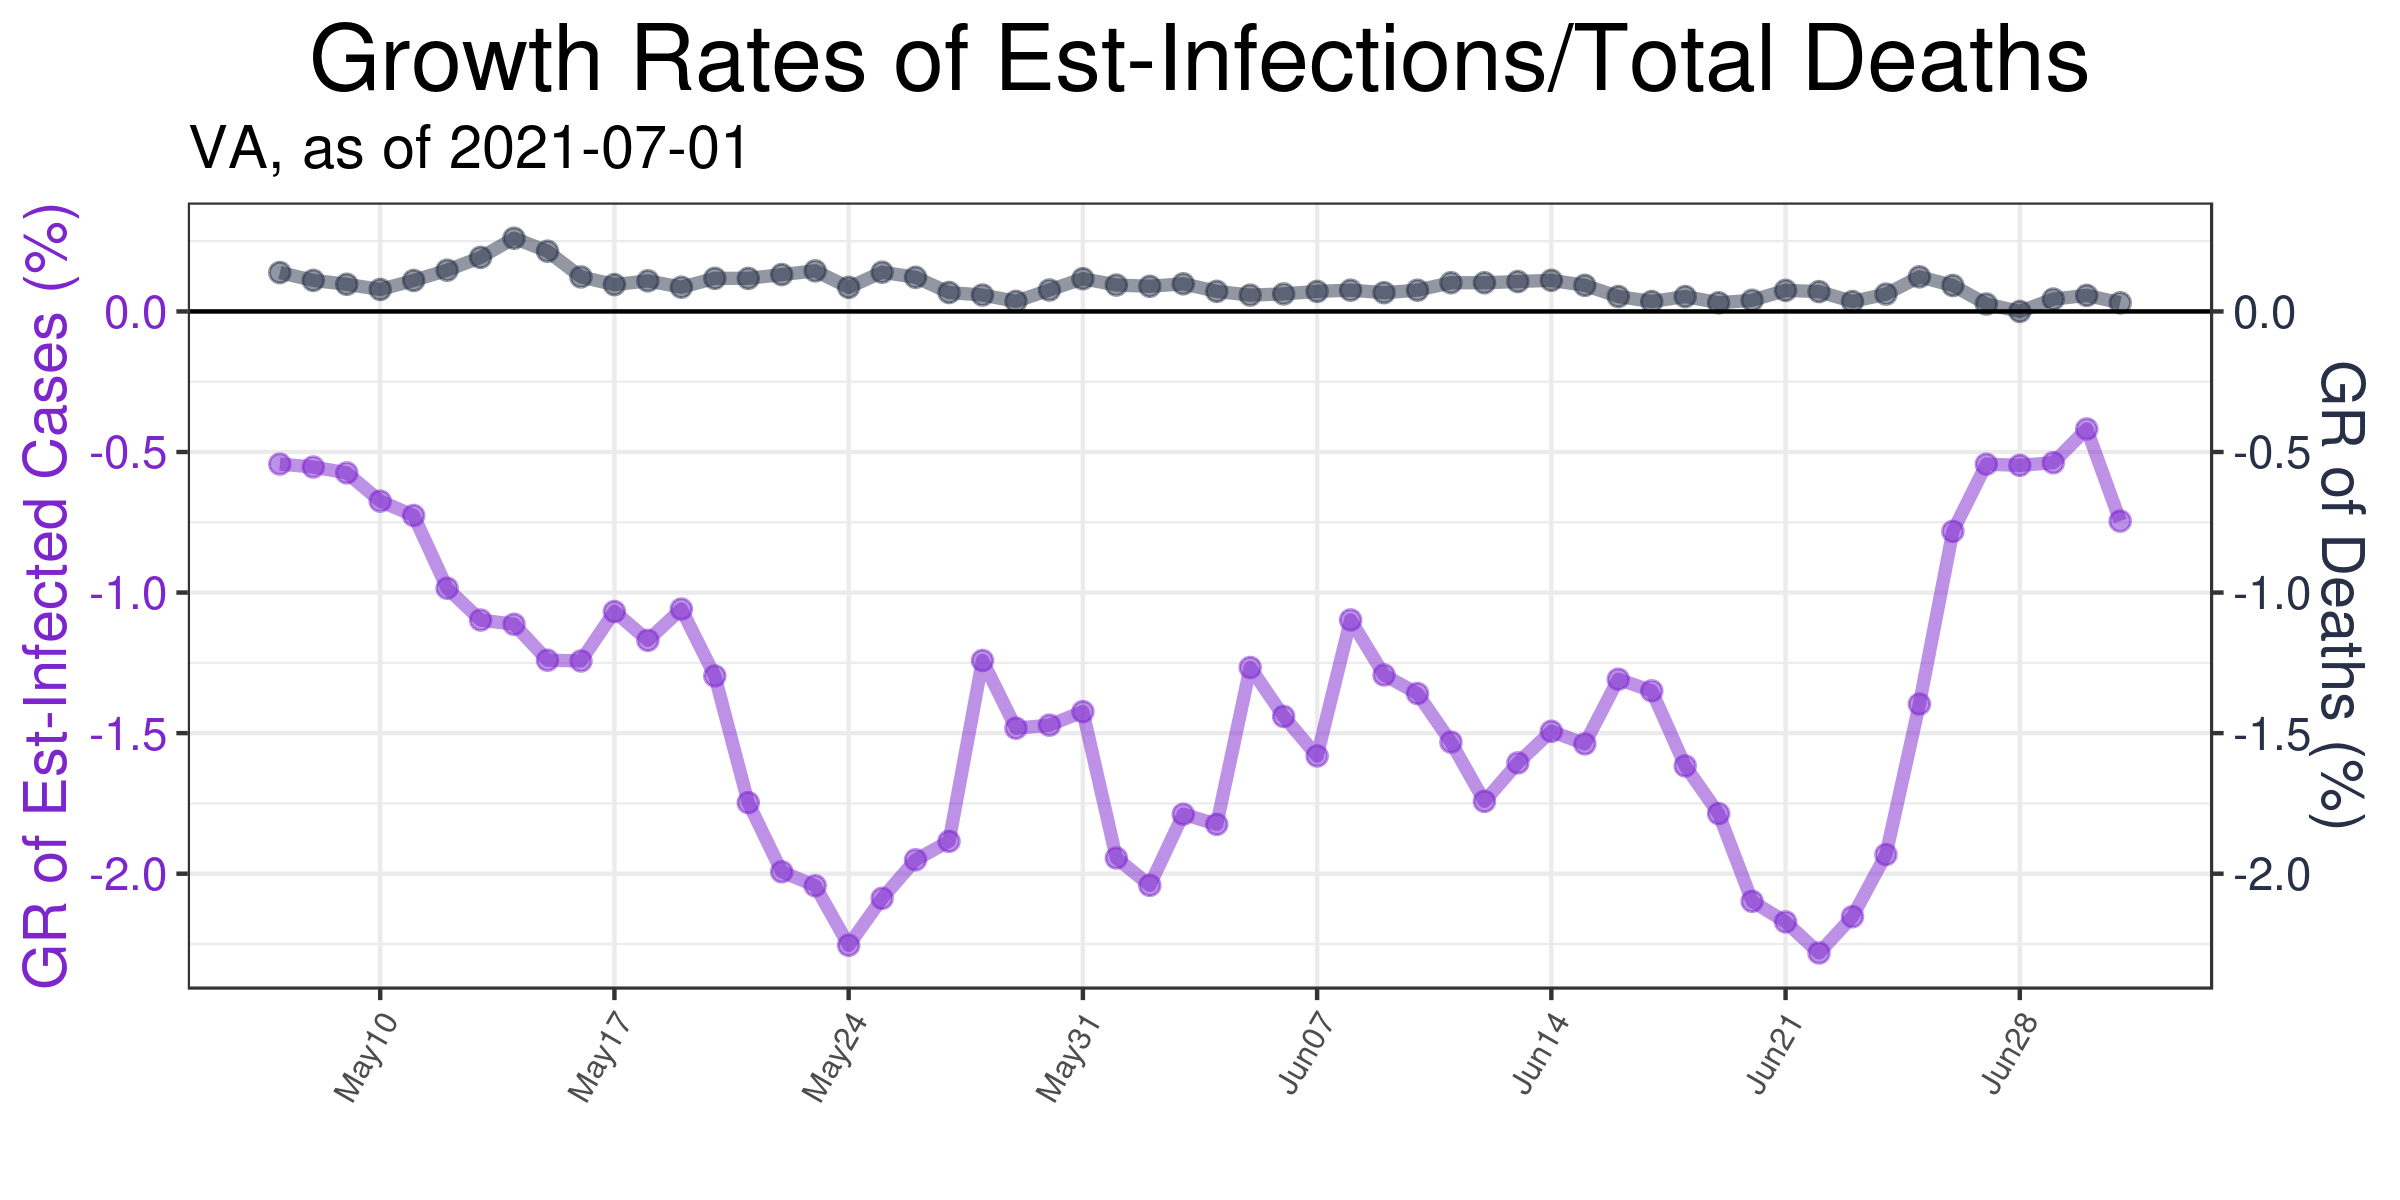 Growth Rates of Est-Infections/Total Deaths
VA, as of 2021-07-01
GR of Est-Infected Cases (%)
0.0
-0.5
-1.0
-1.5
-2.0
0.0
-0.5
-1.0
-1.5
-2.0
GR of Deaths (%)
May10
May17
May24
May31
Jun07
Jun14
Jun21
Jun28